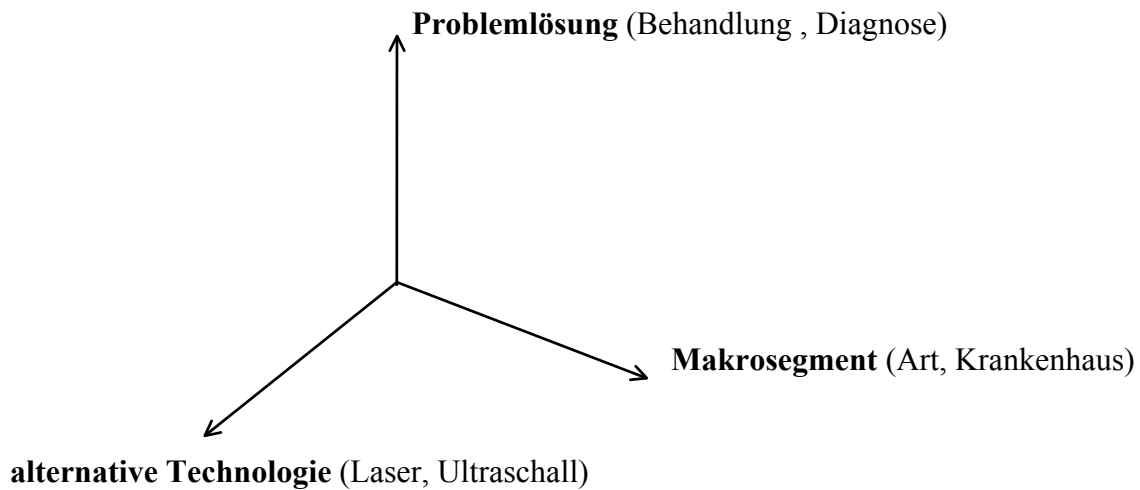 Problemlösung (Behandlung , Diagnose)
Makrosegment (Art, Krankenhaus)
alternative Technologie (Laser, Ultraschall)